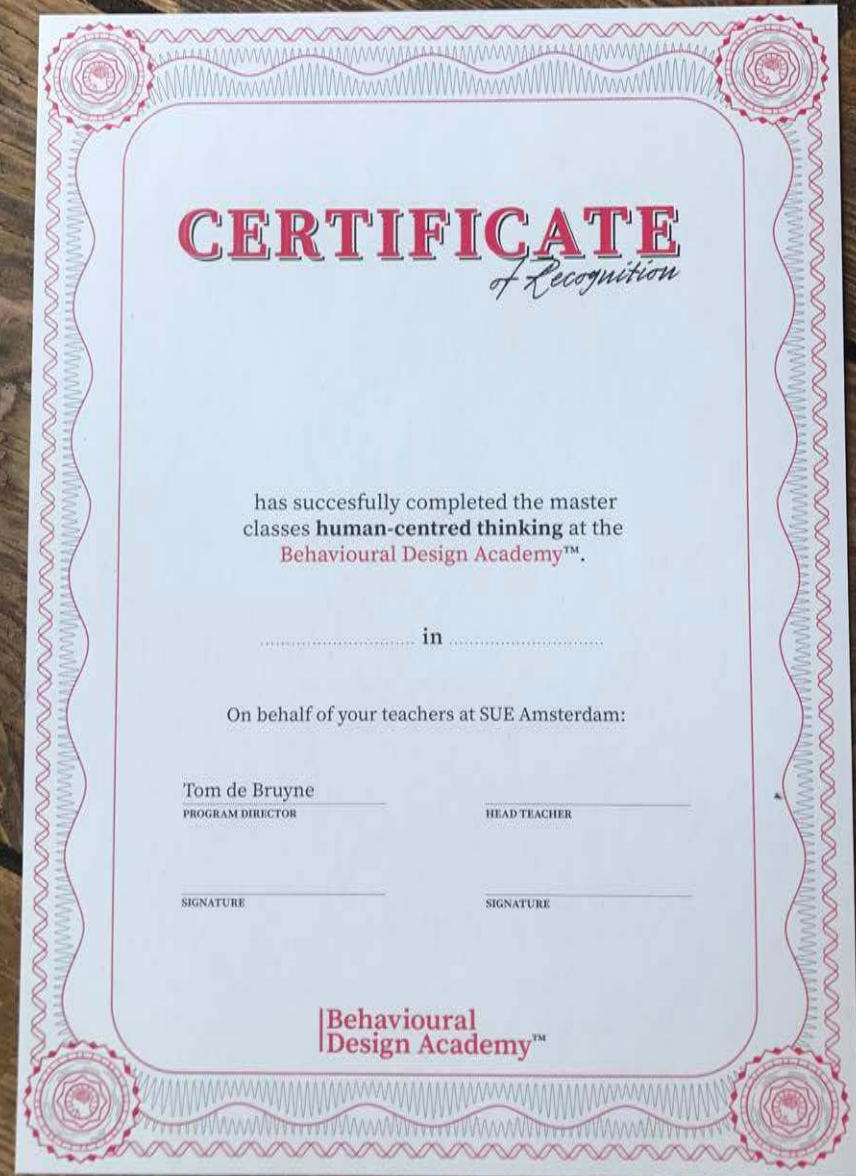 CERTIFICATE
of Recognition
has succesfully completed the master
classes human-centred thinking at the
Behavioural Design Academy™.
............................ in ............................
On behalf of your teachers at SUE Amsterdam:
Tom de Bruyne
PROGRAM DIRECTOR
HEAD TEACHER
SIGNATURE
SIGNATURE
Behavioural
Design Academy™